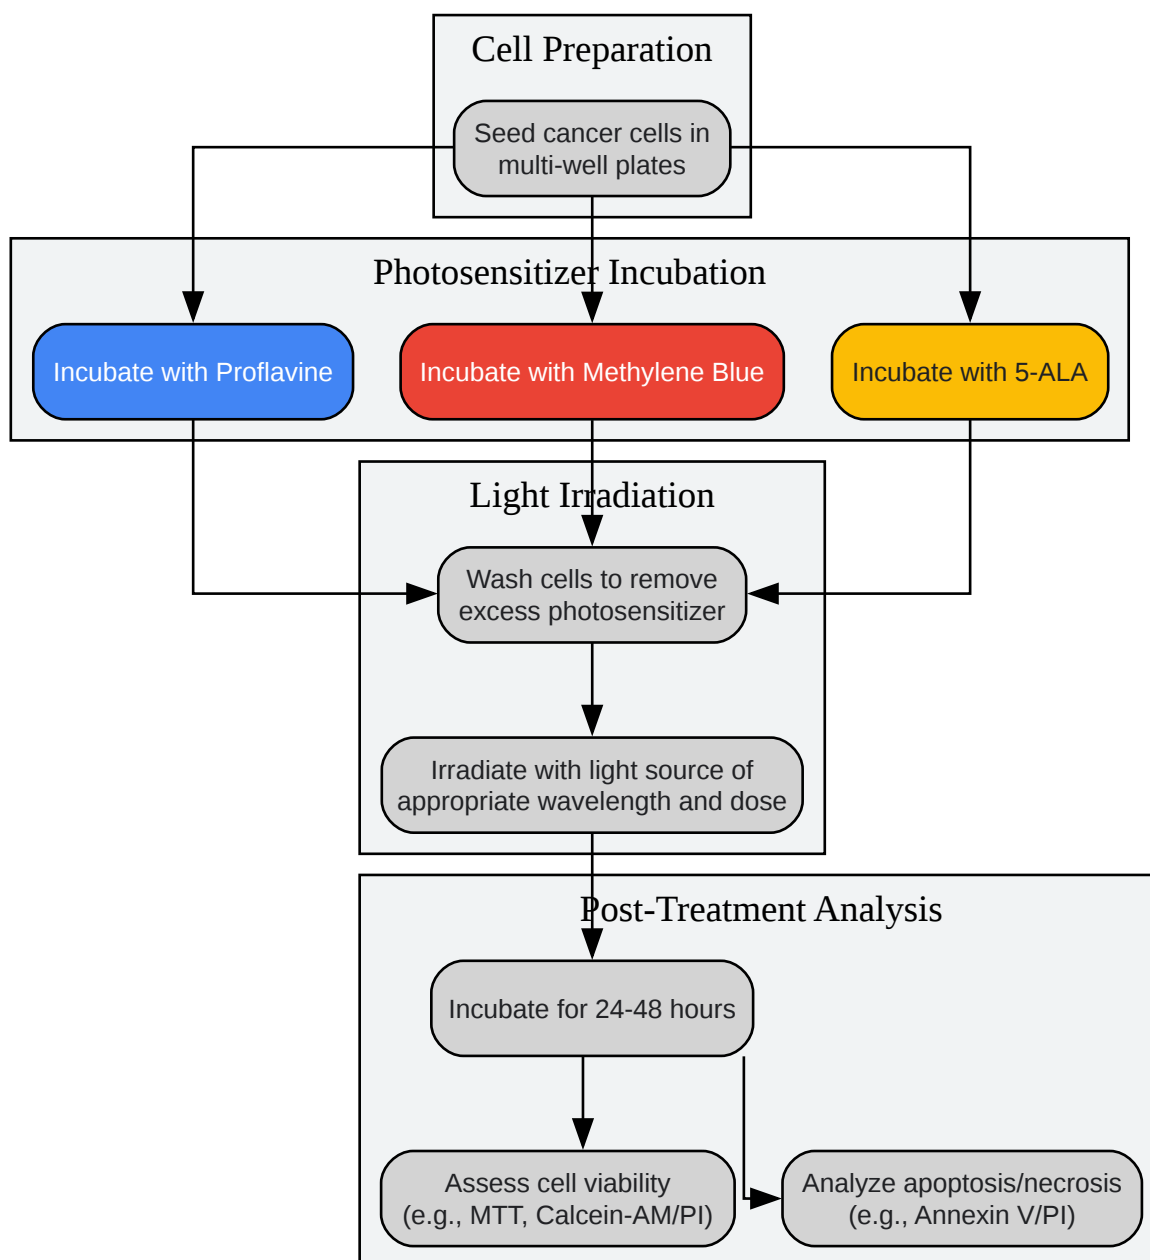 Cell Preparation
Seed cancer cells in
multi-well plates
Photosensitizer Incubation
Incubate with Proflavine
Incubate with Methylene Blue
Incubate with 5-ALA
Light Irradiation
Wash cells to remove
excess photosensitizer
Irradiate with light source of
appropriate wavelength and dose
Post-Treatment Analysis
Incubate for 24-48 hours
Assess cell viability
(e.g., MTT, Calcein-AM/PI)
Analyze apoptosis/necrosis
(e.g., Annexin V/PI)